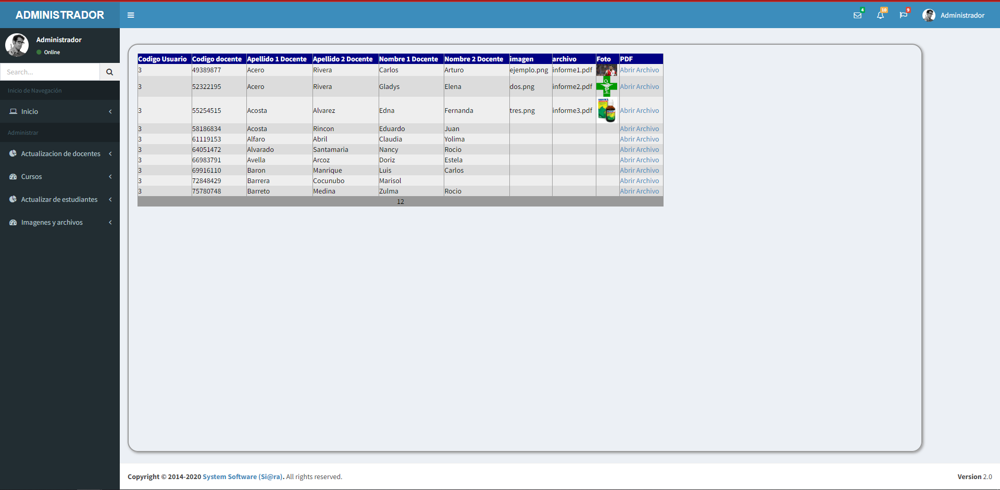 ADMINISTRADOR
4 10 9 Administrador
Administrador
Online
Search...
Inicio de Navegación
Inicio
Administrar
Actualizacion de docentes
Cursos
Actualizar de estudiantes
Imagenes y archivos
Codigo Usuario Codigo docente Apellido 1 Docente Apellido 2 Docente Nombre 1 Docente Nombre 2 Docente imagen archivo Foto PDF
3 49389877 Acero Rivera Carlos Arturo ejemplo.png informe1.pdf Abrir Archivo
3 52322195 Acero Rivera Gladys Elena dos.png informe2.pdf Abrir Archivo
3 55254515 Acosta Alvarez Edna Fernanda tres.png informe3.pdf Abrir Archivo
3 58186834 Acosta Rincon Eduardo Juan Abrir Archivo
3 61119153 Alfaro Abril Claudia Yolima Abrir Archivo
3 64051472 Alvarado Santamaria Nancy Rocio Abrir Archivo
3 66983791 Avella Arcoz Doriz Estela Abrir Archivo
3 69916110 Baron Manrique Luis Carlos Abrir Archivo
3 72848429 Barrera Cocunubo Marisol Abrir Archivo
3 75780748 Barreto Medina Zulma Rocio Abrir Archivo
12
Copyright © 2014-2020 System Software (Si@ra). All rights reserved.
Version 2.0